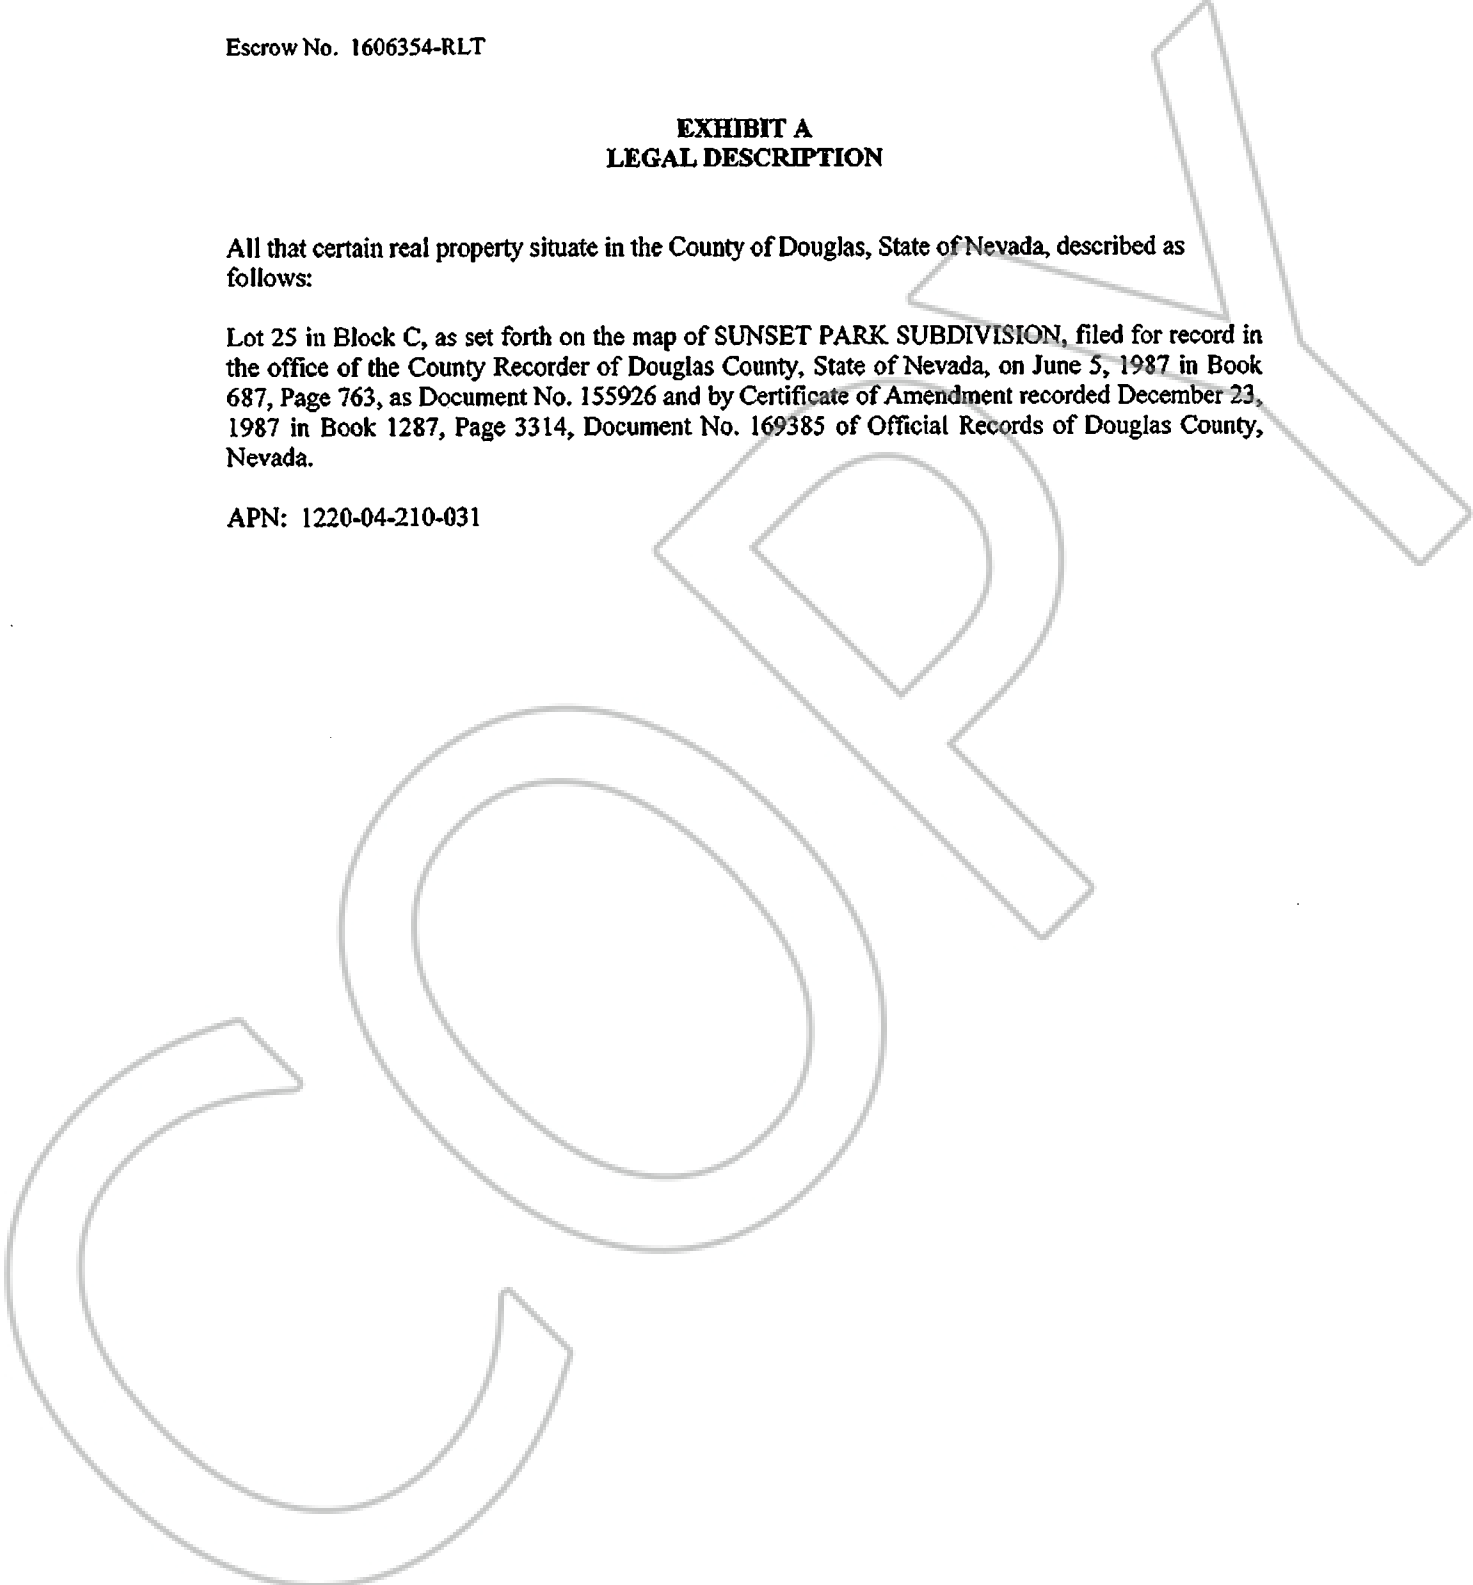 Escrow No. 1606354-RLT
EXHIBIT A
LEGAL DESCRIPTION
All that certain real property situate in the County of Douglas, State of Nevada, described as
follows:
Lot 25 in Block C, as set forth on the map of SUNSET PARK SUBDIVISION, filed for record in
the office of the County Recorder of Douglas County, State of Nevada, on June 5, 1987 in Book
687, Page 763, as Document No. 155926 and by Certificate of Amendment recorded December 23,
1987 in Book 1287, Page 3314, Document No. 169385 of Official Records of Douglas County,
Nevada.
APN: 1220-04-210-031
COPY